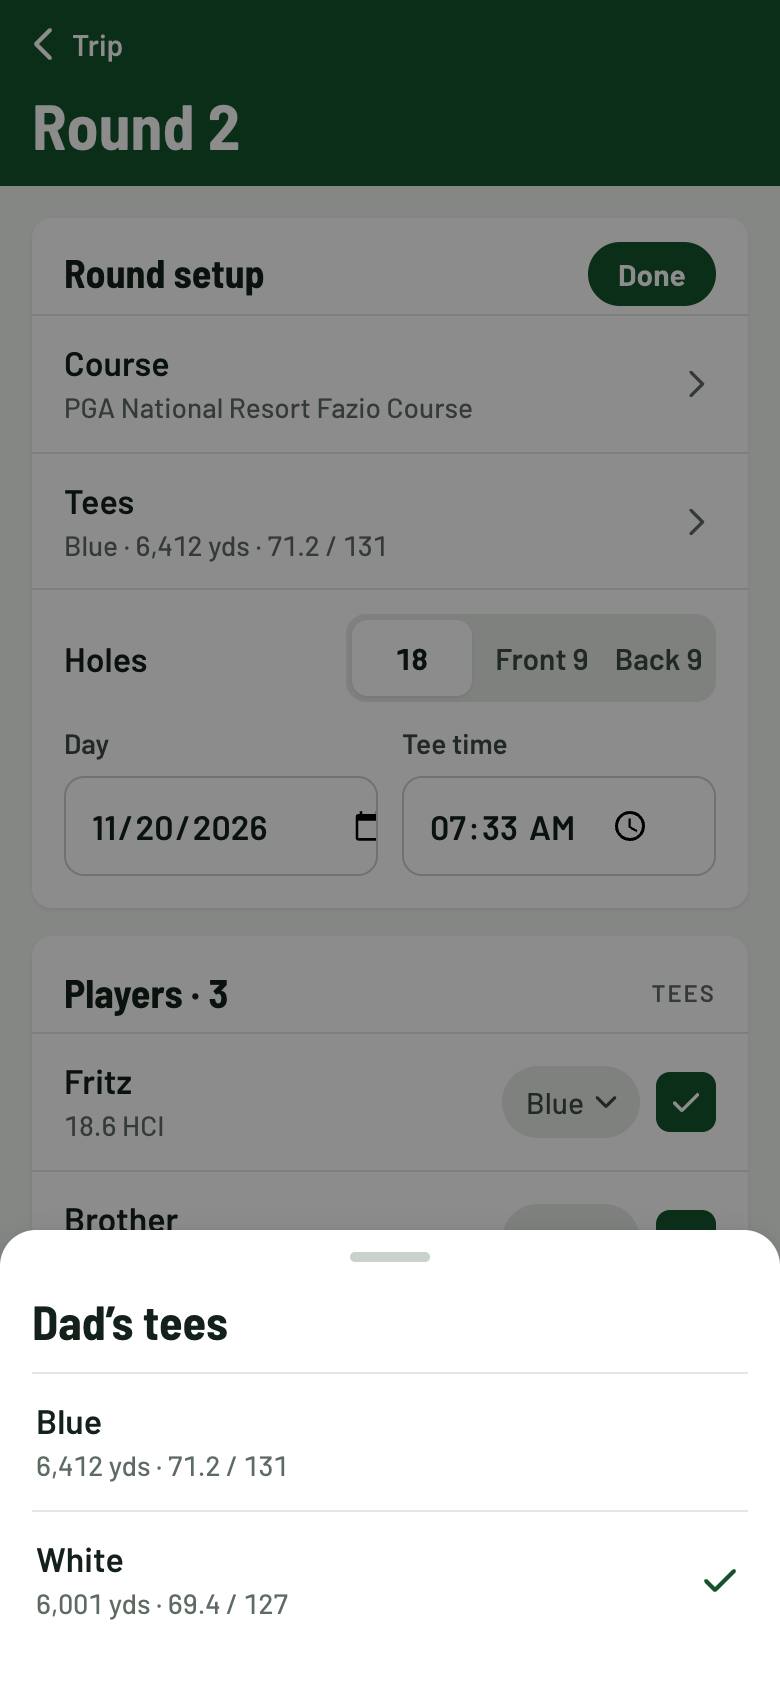 Trip
Round 2
Round setup
Done
Course
PGA National Resort Fazio Course
Tees
Blue · 6,412 yds · 71.2 / 131
Holes
18
Front 9
Back 9
Day
Tee time
11/20/2026
07:33 AM
Players · 3
TEES
Fritz
18.6 HCI
Blue
Brother
Dad’s tees
Blue
6,412 yds · 71.2 / 131
White
6,001 yds · 69.4 / 127